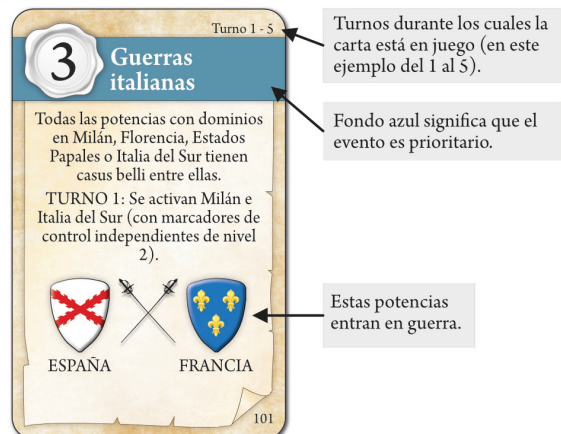 Turno 1 - 5
3
Guerras
italianas
Todas las potencias con dominios
en Milán, Florencia, Estados
Papales o Italia del Sur tienen
casus belli entre ellas.
TURNO 1: Se activan Milán e
Italia del Sur (con marcadores de
control independientes de nivel
2).
ESPAÑA
FRANCIA
101
Turnos durante los cuales la
carta está en juego (en este
ejemplo del 1 al 5).
Fondo azul significa que el
evento es prioritario.
Estas potencias
entran en guerra.